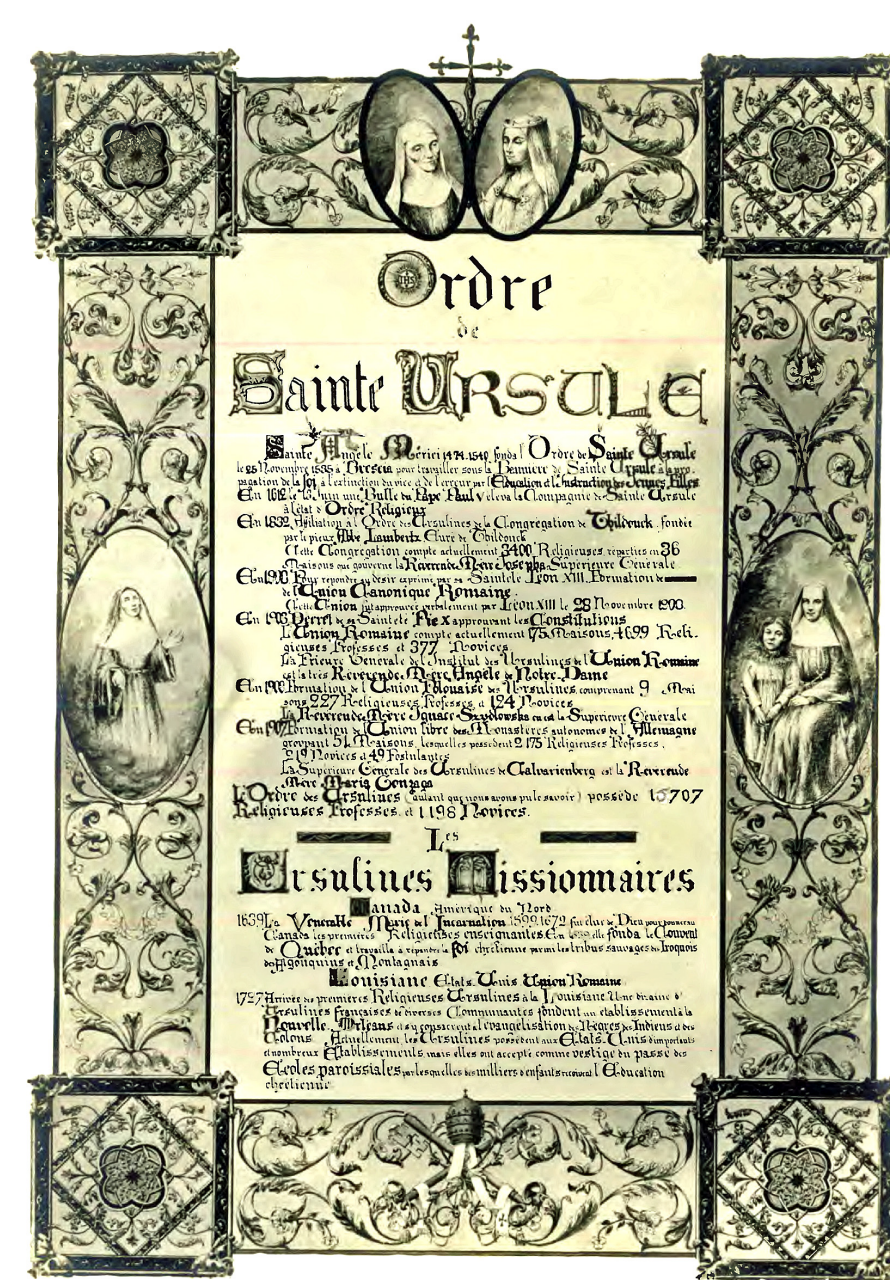 Ordre
de
Sainte URSULE
Sainte Angèle Mérici 1474.1540, fonda l'Ordre de Sainte Ursule
le 25 Novembre 1535 à Brescia pour travailler sous la Bannière de Sainte Ursule à la pro-
pagation de la foi, à l'extinction du vice et de l'erreur par l'Education et l'Instruction des Jeunes Filles
En 1612 le Juin une Bulle du Pape Paul V eleva la Compagnie de Sainte Ursule
à l'état d'Ordre Religieux
En 1832, Affiliation à l'Ordre des Ursulines de la Congrégation de Thildonck, fondée
par le pieux Abbé Lambertz Curé de Thildonck
Cette Congrégation compte actuellement 3400 Religieuses réparties en 36
Maisons que gouverne la Révérende Mère Josepha Supérieure Générale
En 1900 Pour repondre au desir exprimé par sa Sainteté Léon XIII. Formation de
de l'Union Canonique Romaine.
Cette Union fut approuvée verbalement par Léon XIII le 28 Novembre 1900.
En 1903 Décret de sa Sainteté Pie X approuvant les Constitutions
L'Union Romaine compte actuellement 175 Maisons, 4699 Reli-
gieuses Professes et 377 Novices
La Prieure Générale de l'Institut des Ursulines de l'Union Romaine
est la très Révérende Mère Angèle de Notre-Dame
En Formation de l'Union Polonaise des Ursulines, comprenant 9 Mai
sons 227 Religieuses Professes, et 124 Novices
La Révérende Mère Ignace Szydlowska en est la Supérieure Générale
En 1907 Formation de l'Union libre des Monastères autonomes de l'Allemagne
groupant 51 Maisons, lesquelles possèdent 2175 Religieuses Professes,
219 Novices et 49 Postulantes
La Supérieure Générale des Ursulines de Calvarienberg est la Révérende
Mère Maria Gonzaga
L'Ordre des Ursulines (autant que nous avons pu le savoir) possède 15707
Religieuses Professes, et 1198 Novices.
Les
Ursulines Missionnaires
Canada Amérique du Nord
1639 La Vénérable Marie de l'Incarnation 1599.1672 fut élue de Dieu pour donner au
Canada les premières Religieuses enseignantes. En fonda le Couvent
de Québec et travailla à répandre la foi chrétienne parmi les tribus sauvages des Iroquois
des Algonquins et Montagnais
Louisiane Etats-Unis Union Romaine
1727 Arrivée des premières Religieuses Ursulines à la Louisiane Une dizaine d'
Ursulines Françaises de diverses Communautés fondent un établissement à la
Nouvelle Orléans et s'y consacrent à l'évangélisation des Nègres des Indiens et des
Colons. Actuellement, les Ursulines possèdent aux Etats-Unis d'importants
et nombreux Etablissements mais elles ont accepté comme vestige du passé des
Ecoles paroissiales par lesquelles des milliers d'enfants reçoivent l'Education
chrétienne